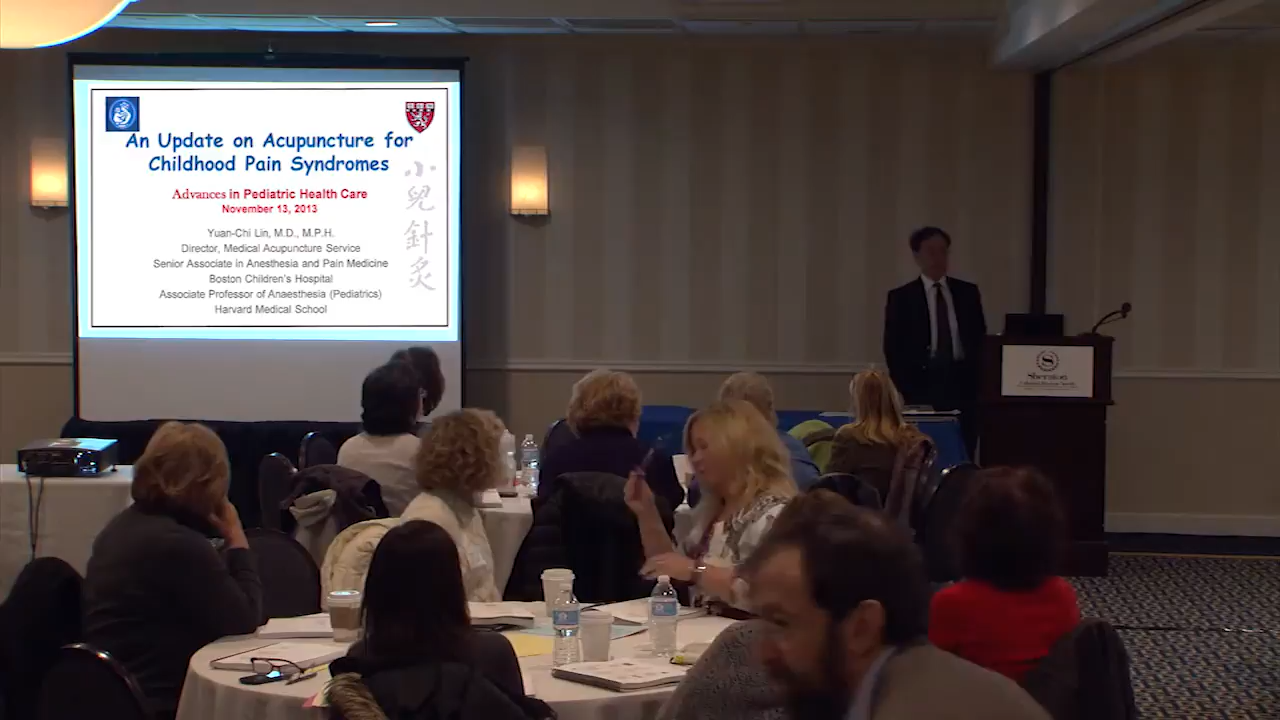 An Update on Acupuncture for
Childhood Pain Syndromes
Advances in Pediatric Health Care
November 13, 2013
Yuan-Chi Lin, M.D., M.P.H.
Director, Medical Acupuncture Service
Senior Associate in Anesthesia and Pain Medicine
Boston Children's Hospital
Associate Professor of Anaesthesia (Pediatrics)
Harvard Medical School
小兒針灸
Sheraton